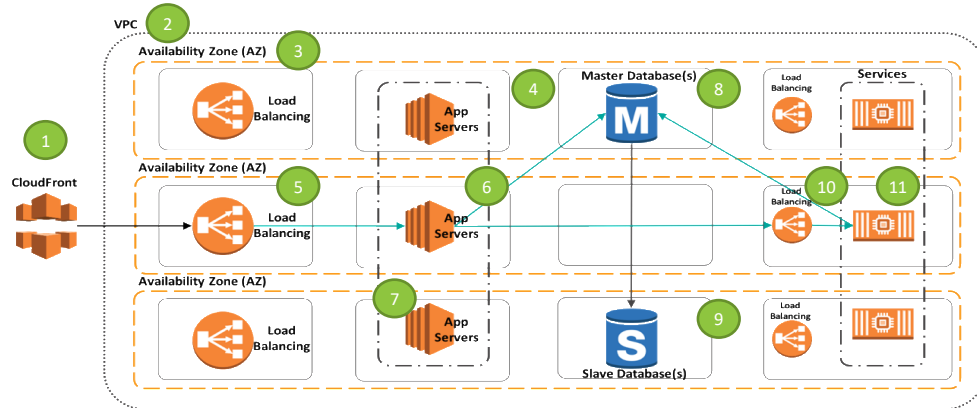 VPC
2
Availability Zone (AZ)
3
Load
Balancing
App
Servers
4
Master Database(s)
M
8
Load
Balancing
Services
1
CloudFront
Availability Zone (AZ)
5
Load
Balancing
6
App
Servers
Load
Balancing
10
11
Availability Zone (AZ)
Load
Balancing
7
App
Servers
S
Slave Database(s)
9
Load
Balancing